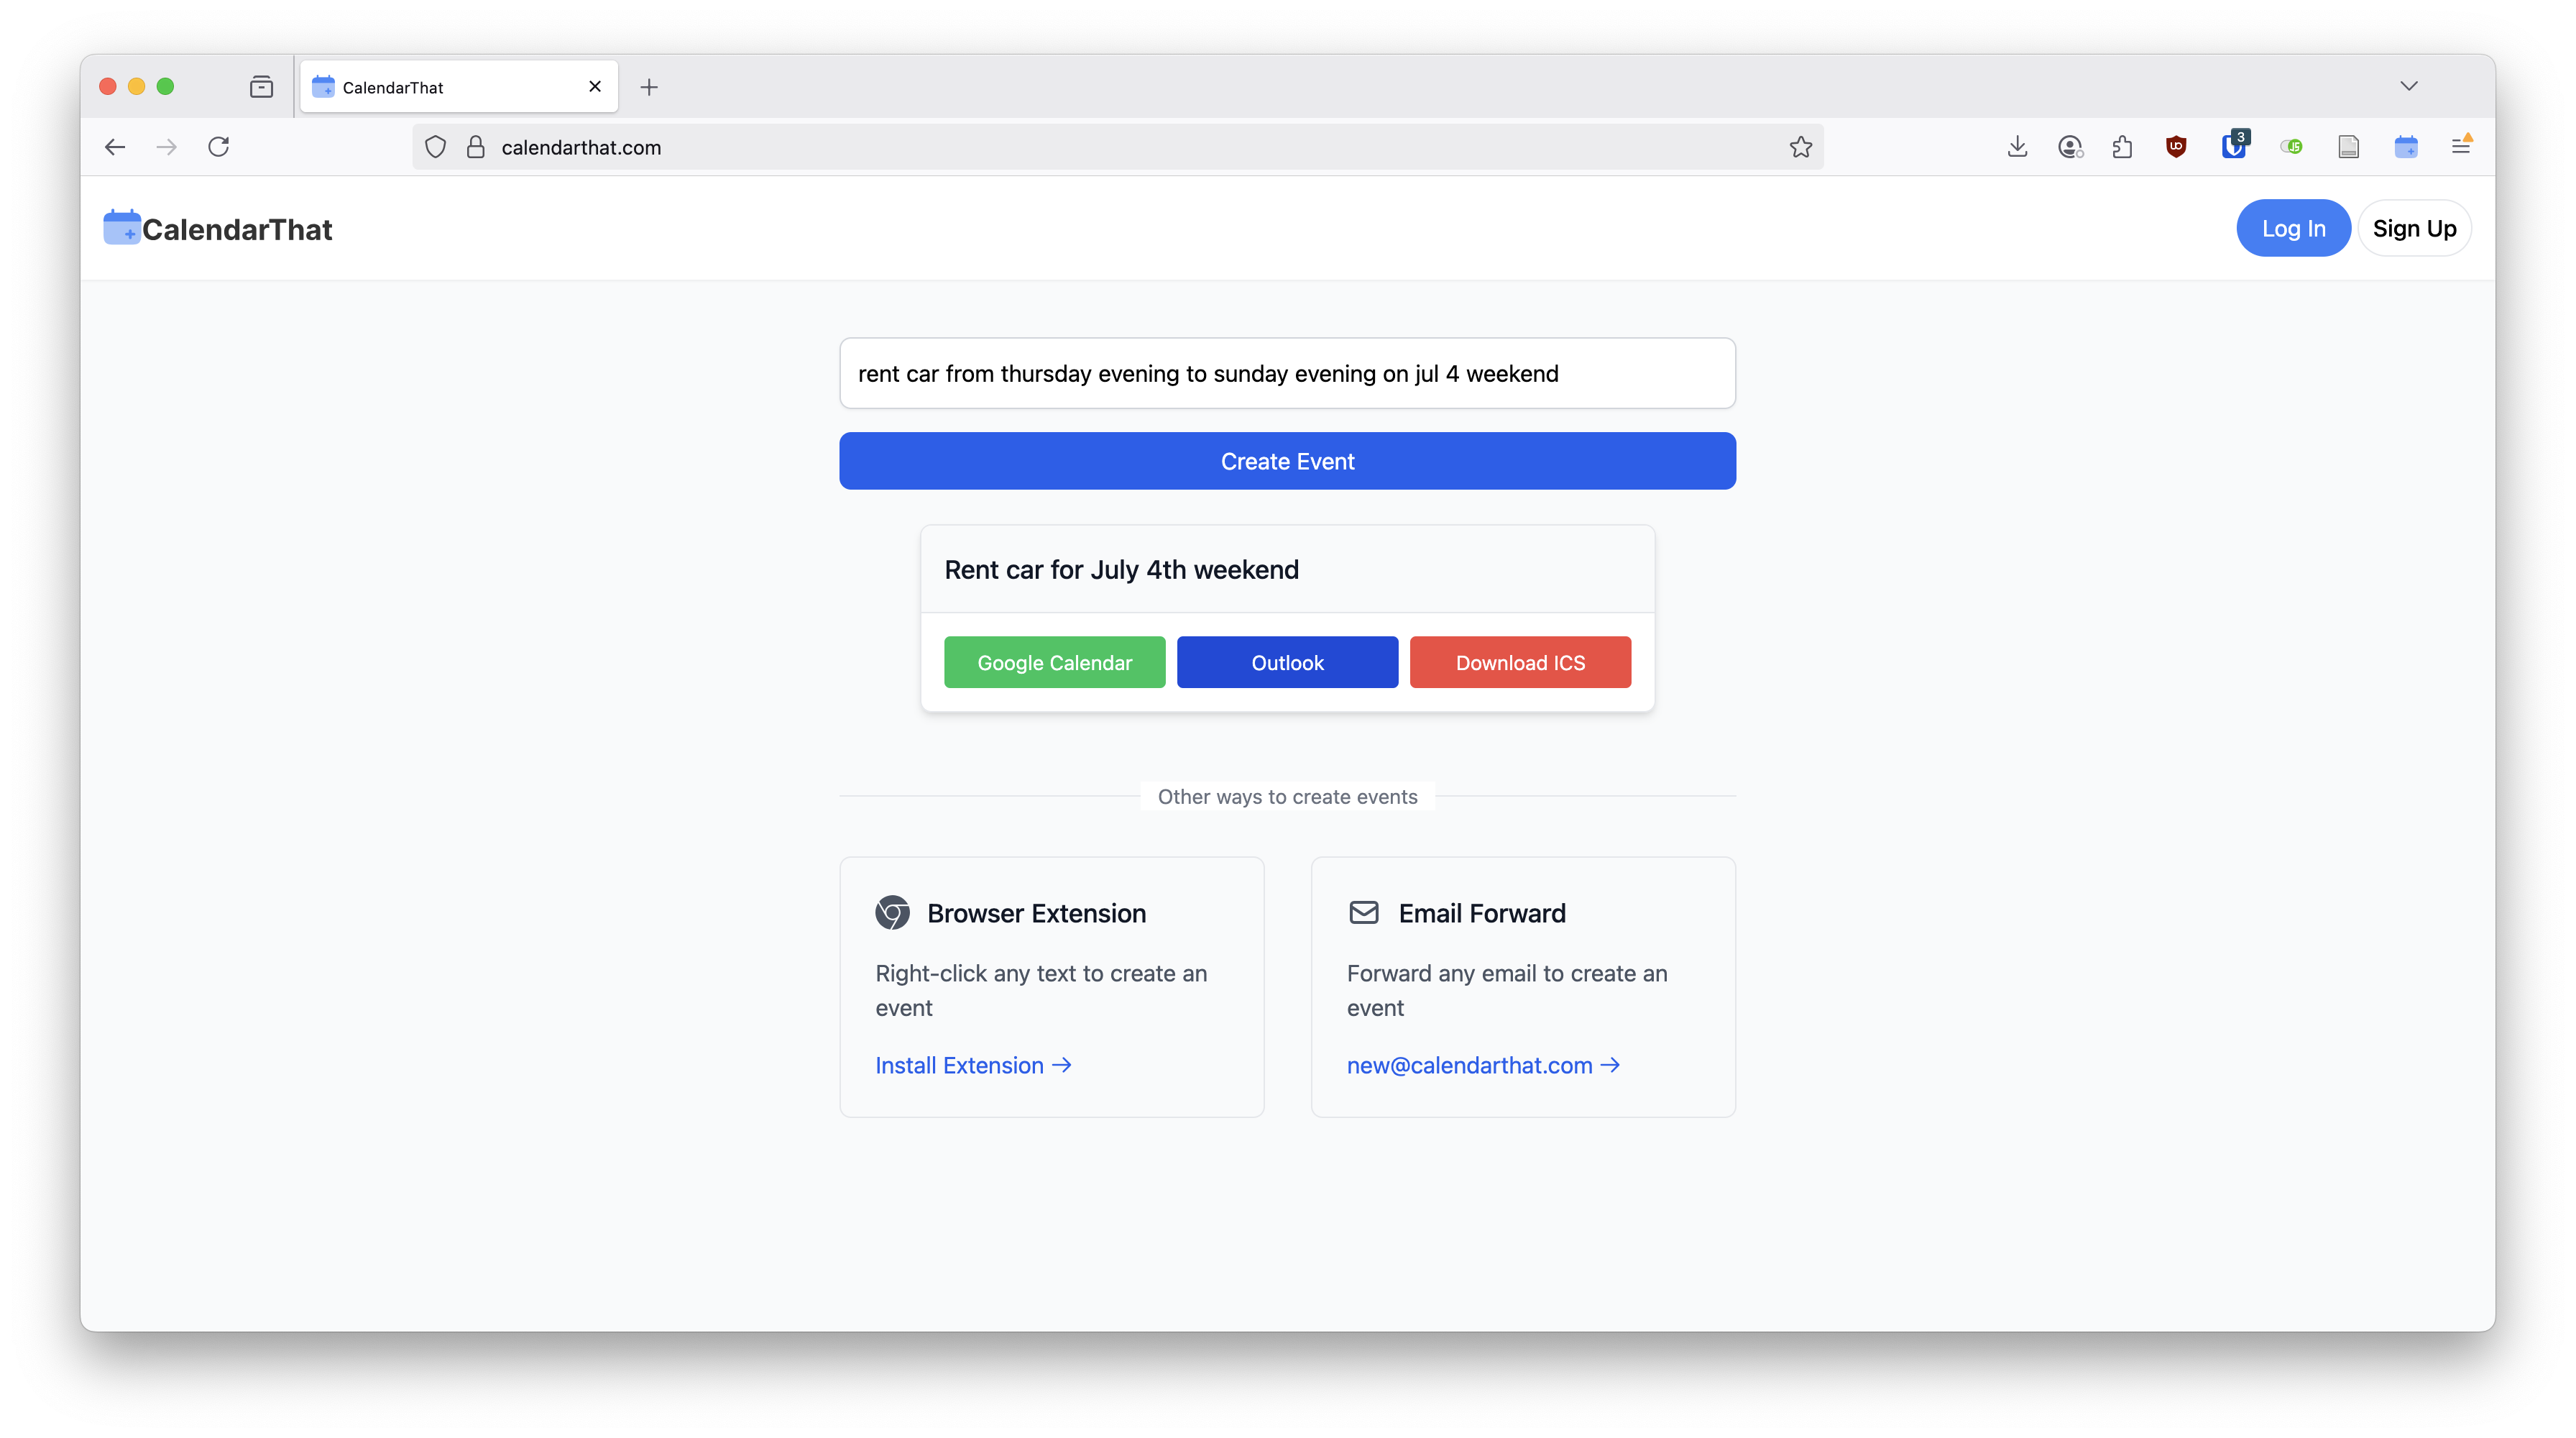 CalendarThat
calendarthat.com
3
CalendarThat
Log In
Sign Up
rent car from thursday evening to sunday evening on jul 4 weekend
Create Event
Rent car for July 4th weekend
Google Calendar
Outlook
Download ICS
Other ways to create events
Browser Extension
Right-click any text to create an
event
Install Extension →
Email Forward
Forward any email to create an
event
new@calendarthat.com →